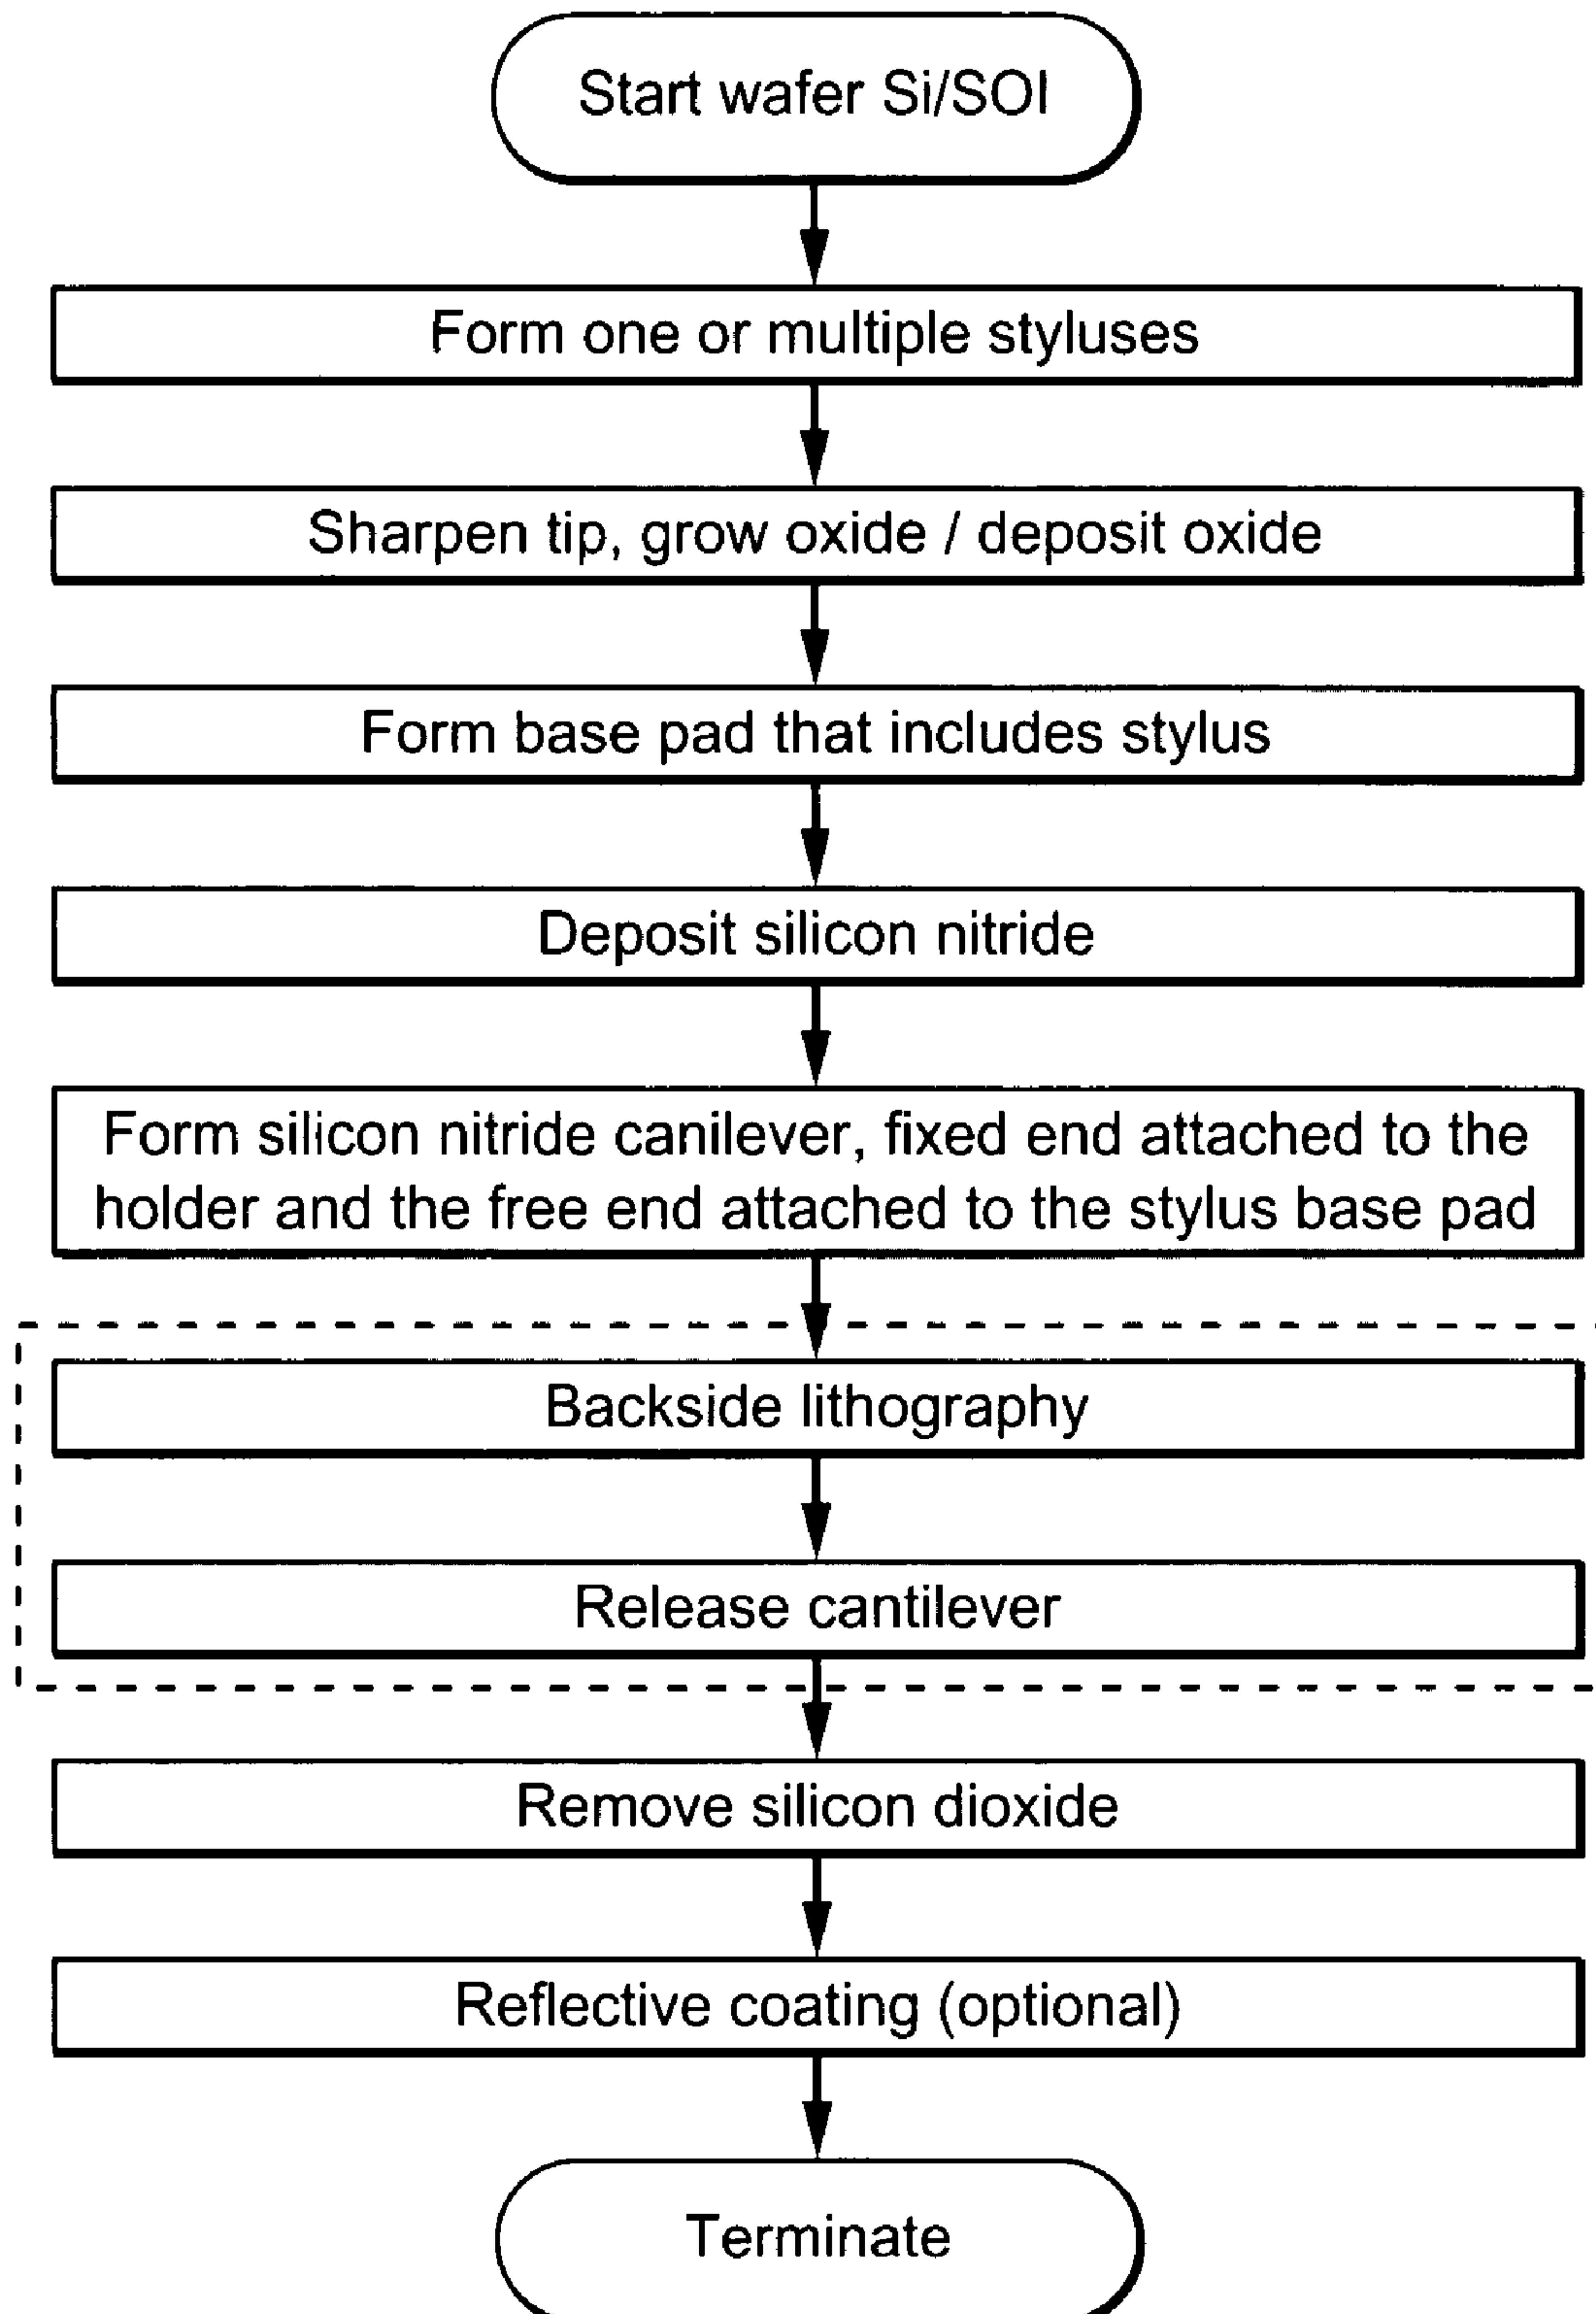 Start wafer Si/SOI
Form one or multiple styluses
Sharpen tip, grow oxide / deposit oxide
Form base pad that includes stylus
Deposit silicon nitride
Form silicon nitride canilever, fixed end attached to the
holder and the free end attached to the stylus base pad
Backside lithography
Release cantilever
Remove silicon dioxide
Reflective coating (optional)
Terminate